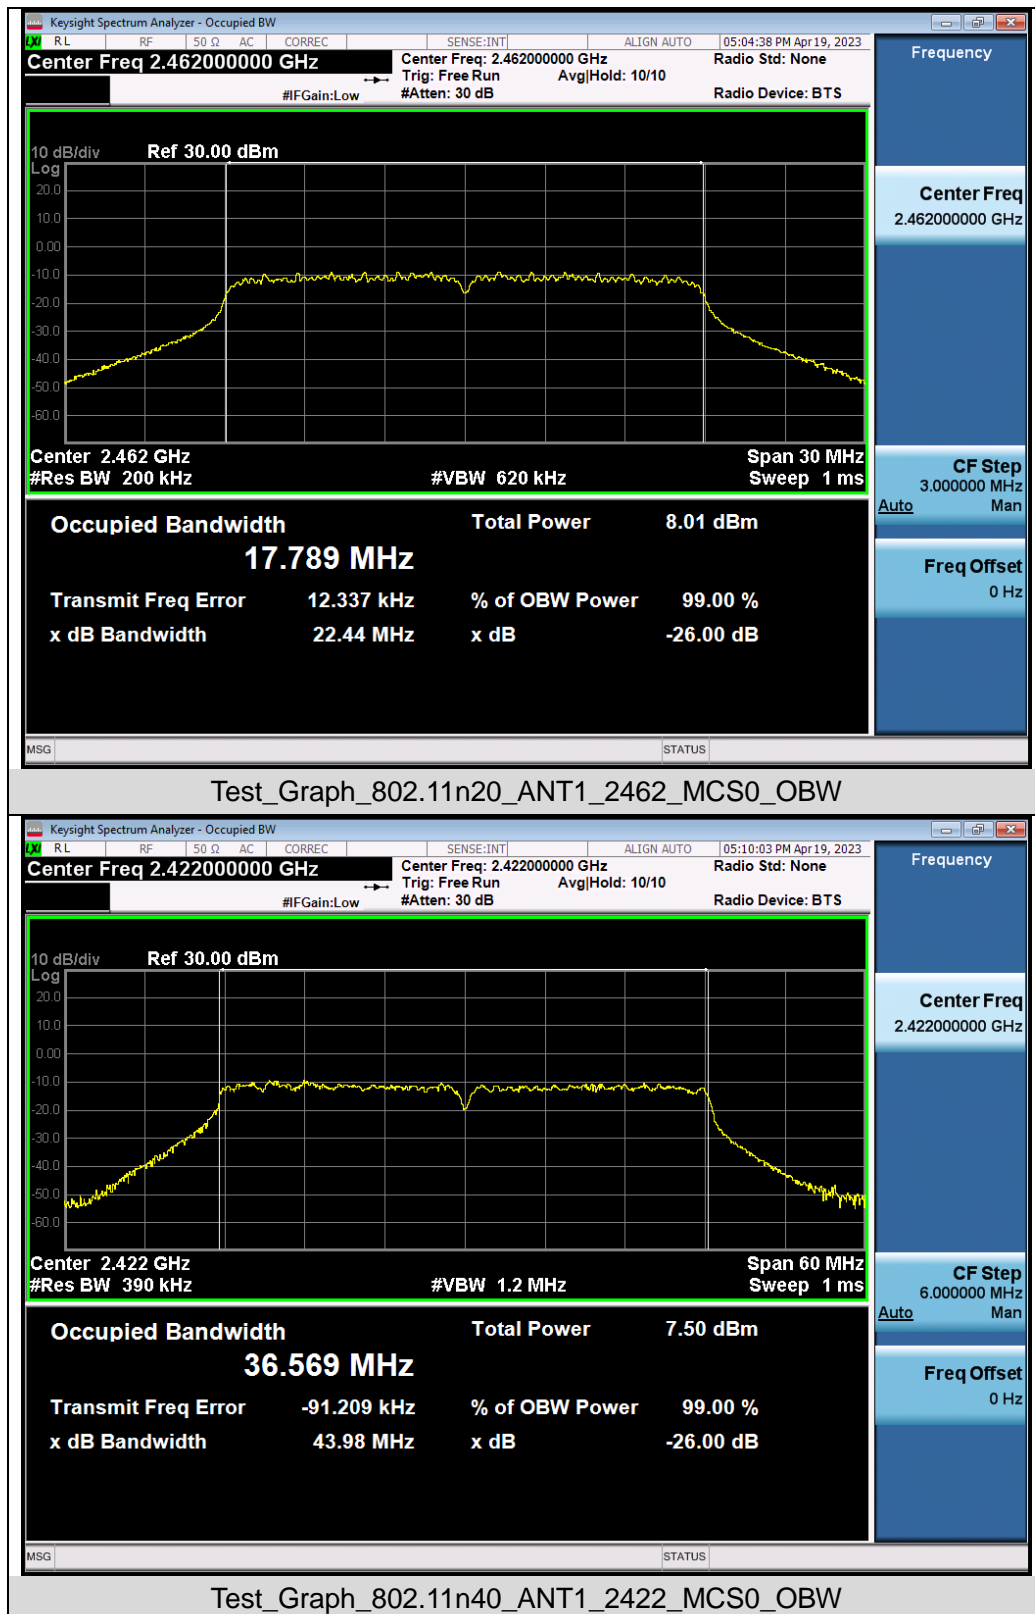 Keysight Spectrum Analyzer - Occupied BW
LXI RL RF 50 Ω AC CORREC SENSE:INT ALIGN AUTO 05:04:38 PM Apr 19, 2023
Center Freq 2.462000000 GHz
Center Freq: 2.462000000 GHz Radio Std: None
Trig: Free Run Avg|Hold: 10/10
#IFGain:Low #Atten: 30 dB Radio Device: BTS
Frequency
10 dB/div Ref 30.00 dBm
Log
20.0
10.0
0.00
-10.0
-20.0
-30.0
-40.0
-50.0
-60.0
Center Freq
2.462000000 GHz
Center 2.462 GHz Span 30 MHz
#Res BW 200 kHz #VBW 620 kHz Sweep 1 ms
CF Step
3.000000 MHz
Auto Man
Occupied Bandwidth Total Power 8.01 dBm
17.789 MHz
Transmit Freq Error 12.337 kHz % of OBW Power 99.00 %
x dB Bandwidth 22.44 MHz x dB -26.00 dB
Freq Offset
0 Hz
MSG STATUS
Test_Graph_802.11n20_ANT1_2462_MCS0_OBW
Keysight Spectrum Analyzer - Occupied BW
LXI RL RF 50 Ω AC CORREC SENSE:INT ALIGN AUTO 05:10:03 PM Apr 19, 2023
Center Freq 2.422000000 GHz
Center Freq: 2.422000000 GHz Radio Std: None
Trig: Free Run Avg|Hold: 10/10
#IFGain:Low #Atten: 30 dB Radio Device: BTS
Frequency
10 dB/div Ref 30.00 dBm
Log
20.0
10.0
0.00
-10.0
-20.0
-30.0
-40.0
-50.0
-60.0
Center Freq
2.422000000 GHz
Center 2.422 GHz Span 60 MHz
#Res BW 390 kHz #VBW 1.2 MHz Sweep 1 ms
CF Step
6.000000 MHz
Auto Man
Occupied Bandwidth Total Power 7.50 dBm
36.569 MHz
Transmit Freq Error -91.209 kHz % of OBW Power 99.00 %
x dB Bandwidth 43.98 MHz x dB -26.00 dB
Freq Offset
0 Hz
MSG STATUS
Test_Graph_802.11n40_ANT1_2422_MCS0_OBW